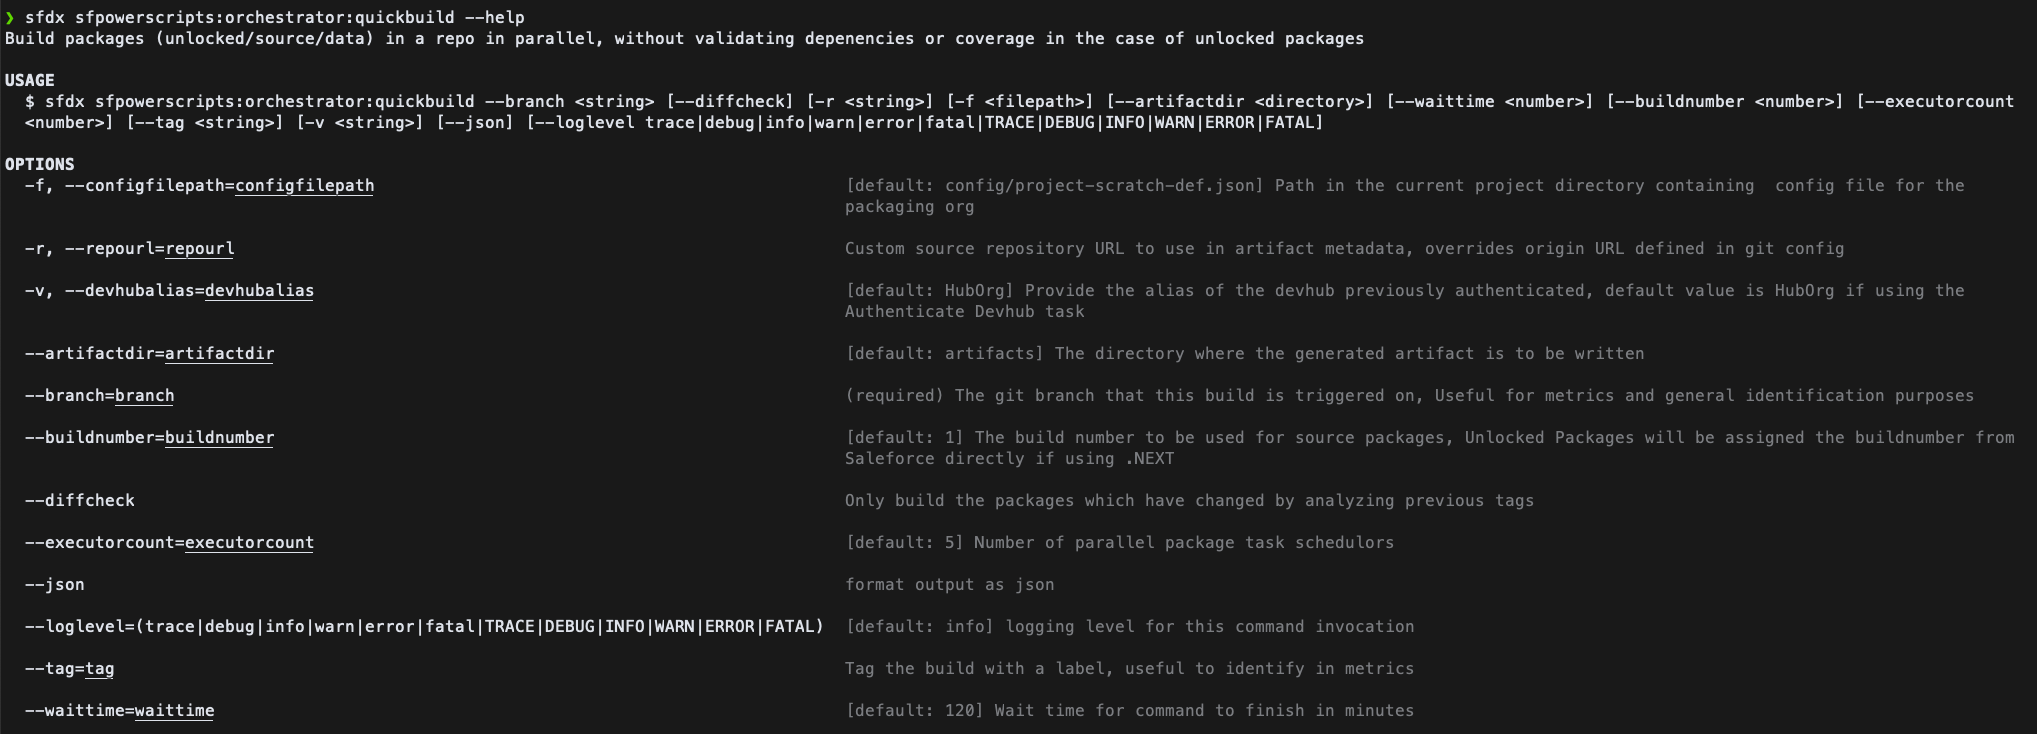 ❯ sfdx sfpowerscripts:orchestrator:quickbuild --help
Build packages (unlocked/source/data) in a repo in parallel, without validating depenencies or coverage in the case of unlocked packages
USAGE
$ sfdx sfpowerscripts:orchestrator:quickbuild --branch <string> [--diffcheck] [-r <string>] [-f <filepath>] [--artifactdir <directory>] [--waittime <number>] [--buildnumber <number>] [--executorcount
<number>] [--tag <string>] [-v <string>] [--json] [--loglevel trace|debug|info|warn|error|fatal|TRACE|DEBUG|INFO|WARN|ERROR|FATAL]
OPTIONS
-f, --configfilepath=configfilepath [default: config/project-scratch-def.json] Path in the current project directory containing  config file for the
packaging org
-r, --repourl=repourl Custom source repository URL to use in artifact metadata, overrides origin URL defined in git config
-v, --devhubalias=devhubalias [default: HubOrg] Provide the alias of the devhub previously authenticated, default value is HubOrg if using the
Authenticate Devhub task
--artifactdir=artifactdir [default: artifacts] The directory where the generated artifact is to be written
--branch=branch (required) The git branch that this build is triggered on, Useful for metrics and general identification purposes
--buildnumber=buildnumber [default: 1] The build number to be used for source packages, Unlocked Packages will be assigned the buildnumber from
Saleforce directly if using .NEXT
--diffcheck Only build the packages which have changed by analyzing previous tags
--executorcount=executorcount [default: 5] Number of parallel package task schedulors
--json format output as json
--loglevel=(trace|debug|info|warn|error|fatal|TRACE|DEBUG|INFO|WARN|ERROR|FATAL) [default: info] logging level for this command invocation
--tag=tag Tag the build with a label, useful to identify in metrics
--waittime=waittime [default: 120] Wait time for command to finish in minutes